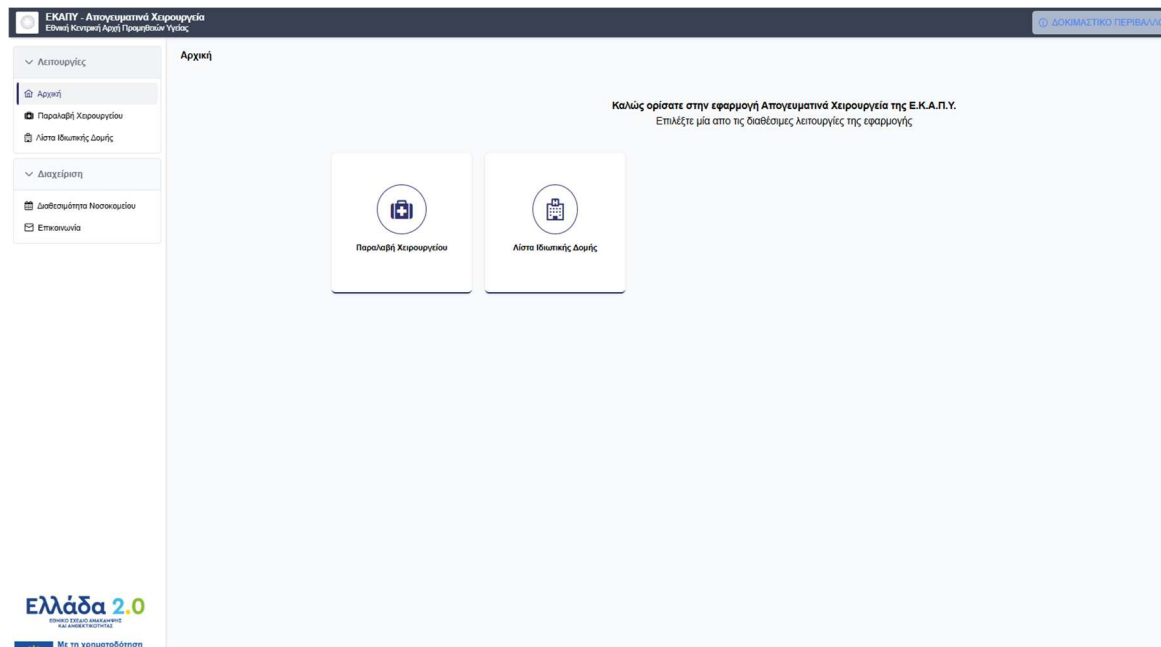 ΕΚΑΠΥ - Απογευματινά Χειρουργεία
Εθνική Κεντρική Αρχή Προμηθειών Υγείας
ΔΟΚΙΜΑΣΤΙΚΟ
Λειτουργίες
Αρχική
Παραλαβή Χειρουργείου
Λίστα Ιδιωτικής Δομής
Διαχείριση
Διαθεσιμότητα Νοσοκομείου
Επικοινωνία
Αρχική
Καλώς ορίσατε στην εφαρμογή Απογευματινά Χειρουργεία της Ε.Κ.Α.Π.Υ.
Επιλέξτε μία απο τις διαθέσιμες λειτουργίες της εφαρμογής
Παραλαβή Χειρουργείου
Λίστα Ιδιωτικής Δομής
Ελλάδα 2.0
ΕΘΝΙΚΟ ΣΧΕΔΙΟ ΑΝΑΚΑΜΨΗΣ
ΚΑΙ ΑΝΘΕΚΤΙΚΟΤΗΤΑΣ
Με τη χρηματοδότηση